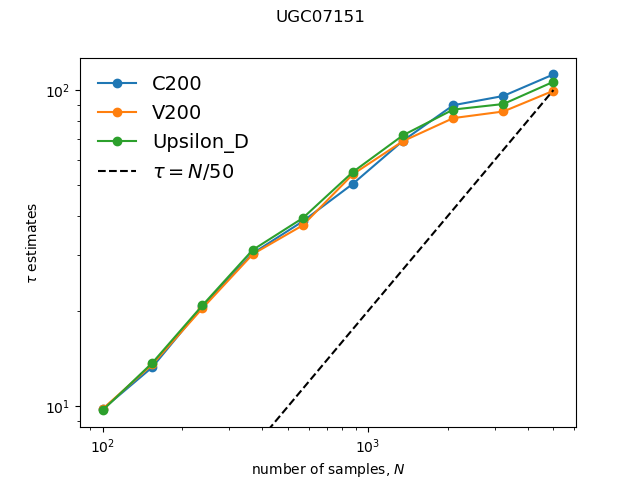 UGC07151
C200
V200
Upsilon_D
τ = N/50
10²
10¹
τ estimates
10² 10³
number of samples, N